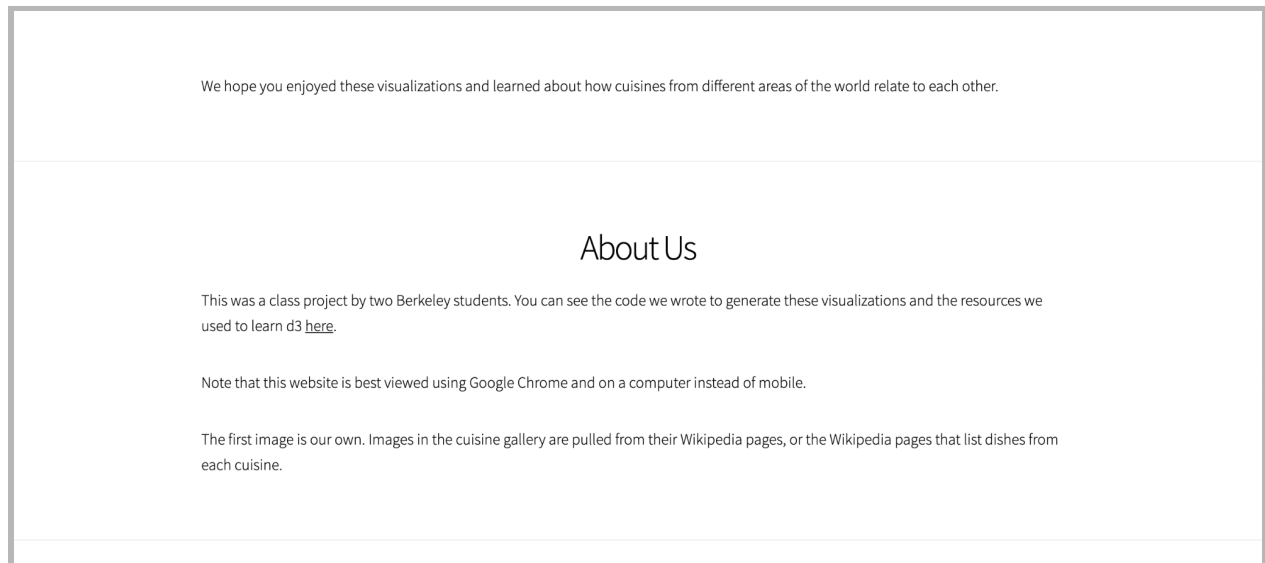 We hope you enjoyed these visualizations and learned about how cuisines from different areas of the world relate to each other.
About Us
This was a class project by two Berkeley students. You can see the code we wrote to generate these visualizations and the resources we
used to learn d3 here.
Note that this website is best viewed using Google Chrome and on a computer instead of mobile.
The first image is our own. Images in the cuisine gallery are pulled from their Wikipedia pages, or the Wikipedia pages that list dishes from
each cuisine.